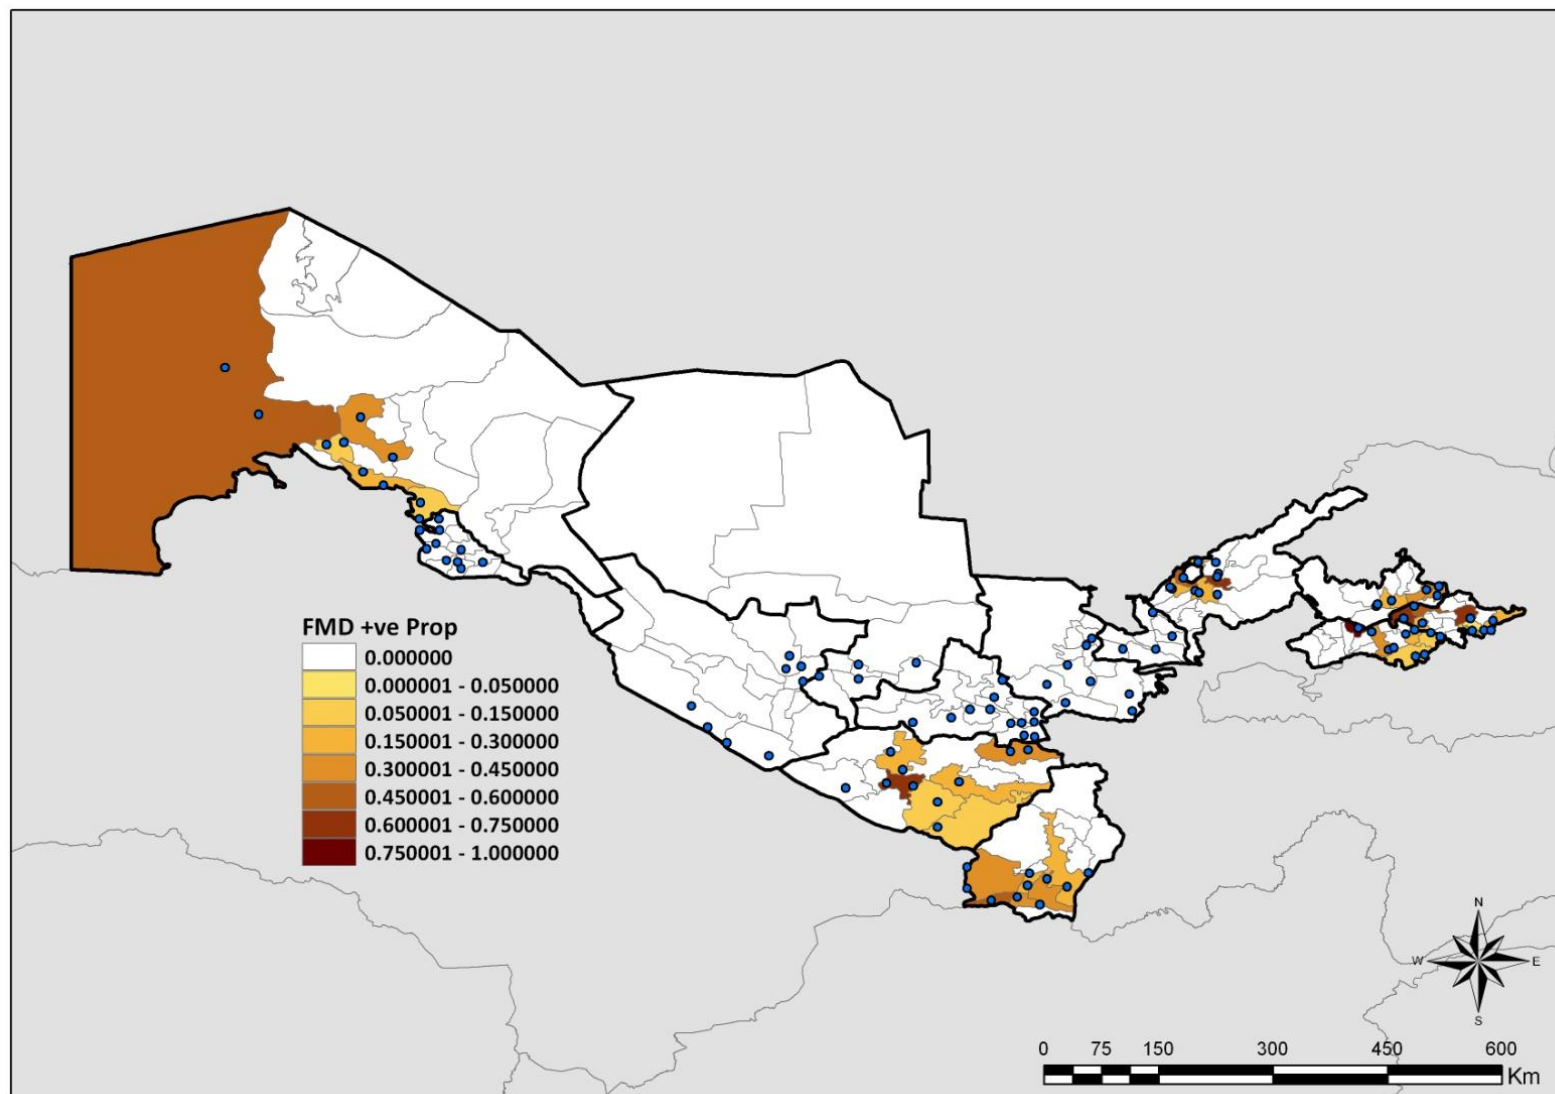 FMD +ve Prop
0.000000
0.000001 - 0.050000
0.050001 - 0.150000
0.150001 - 0.300000
0.300001 - 0.450000
0.450001 - 0.600000
0.600001 - 0.750000
0.750001 - 1.000000
N
W E
S
0 75 150 300 450 600
Km